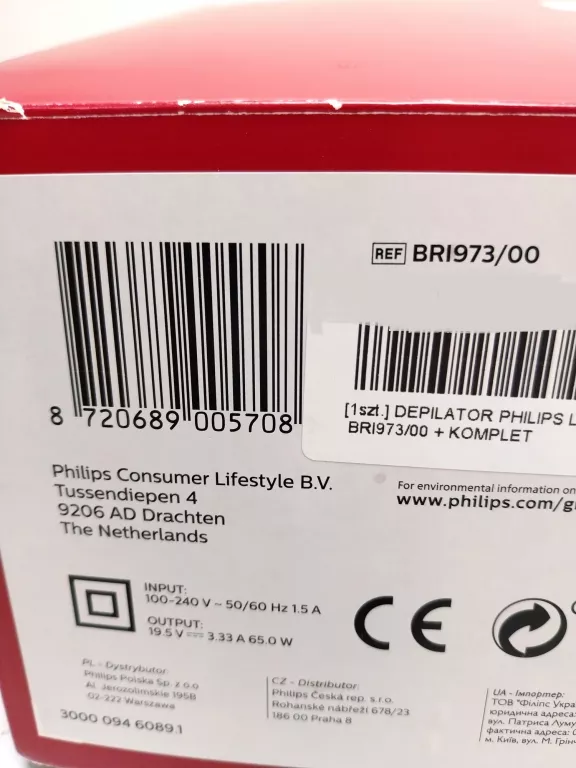 REF BRI973/00
8 720689 005708
[1szt.] DEPILATOR PHILIPS L
BRI973/00 + KOMPLET
Philips Consumer Lifestyle B.V.
Tussendiepen 4
9206 AD Drachten
The Netherlands
For environmental information on
www.philips.com/g
INPUT:
100-240 V ~ 50/60 Hz 1.5 A
OUTPUT:
19.5 V ⎓ 3.33 A 65.0 W
CE
PL - Dystrybutor:
Philips Polska Sp. z o.o
Al. Jerozolimskie 195B
02-222 Warszawa
CZ - Distributor:
Philips Česká rep. s.r.o.
Rohanské nábřeží 678/23
186 00 Praha 8
UA - Імпортер:
ТОВ "Філіпс Укра
юридична адреса:
вул. Патриса Луму
фактична адреса:
м. Київ, вул. М. Грінч
3000 094 6089.1